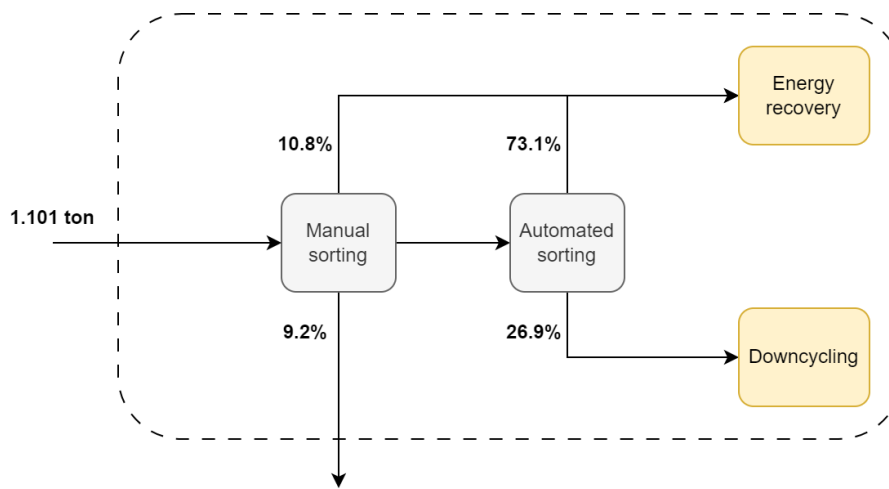 Energy
recovery
10.8%
73.1%
1.101 ton
Manual
sorting
Automated
sorting
9.2%
26.9%
Downcycling